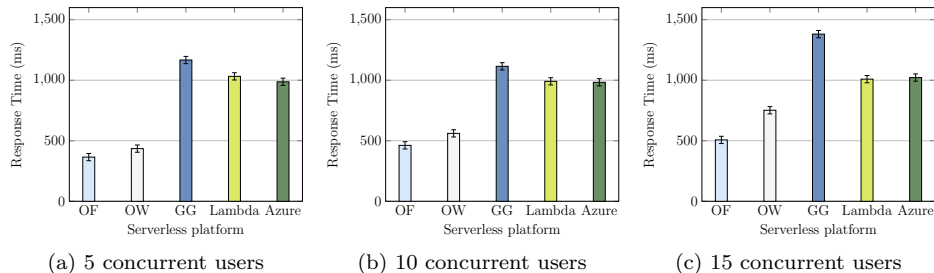 1,500
1,000
500
0
Response Time (ms)
OF OW GG Lambda Azure
Serverless platform
(a) 5 concurrent users
1,500
1,000
500
0
Response Time (ms)
OF OW GG Lambda Azure
Serverless platform
(b) 10 concurrent users
1,500
1,000
500
0
Response Time (ms)
OF OW GG Lambda Azure
Serverless platform
(c) 15 concurrent users